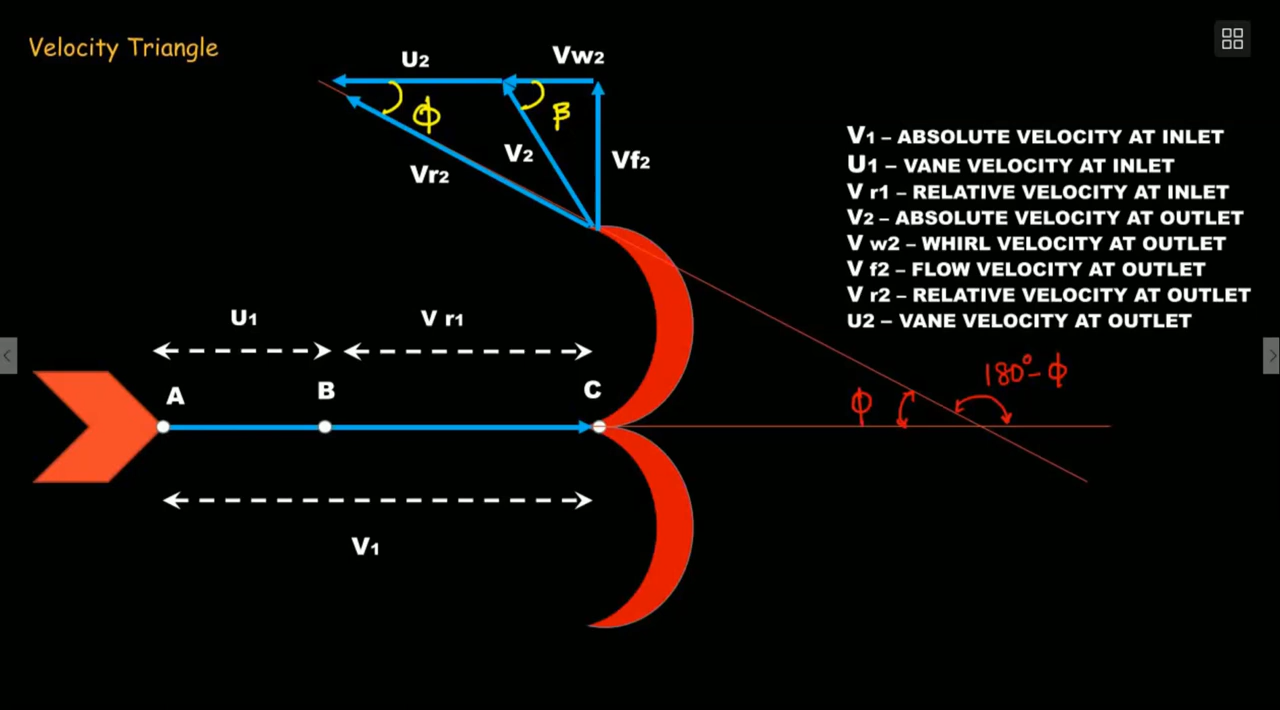 Velocity Triangle
U2
Vw2
Φ
β
V2
Vf2
Vr2
V1 – ABSOLUTE VELOCITY AT INLET
U1 – VANE VELOCITY AT INLET
V r1 – RELATIVE VELOCITY AT INLET
V2 – ABSOLUTE VELOCITY AT OUTLET
V w2 – WHIRL VELOCITY AT OUTLET
V f2 – FLOW VELOCITY AT OUTLET
V r2 – RELATIVE VELOCITY AT OUTLET
U2 – VANE VELOCITY AT OUTLET
U1
V r1
A
B
C
Φ
180° – Φ
V1